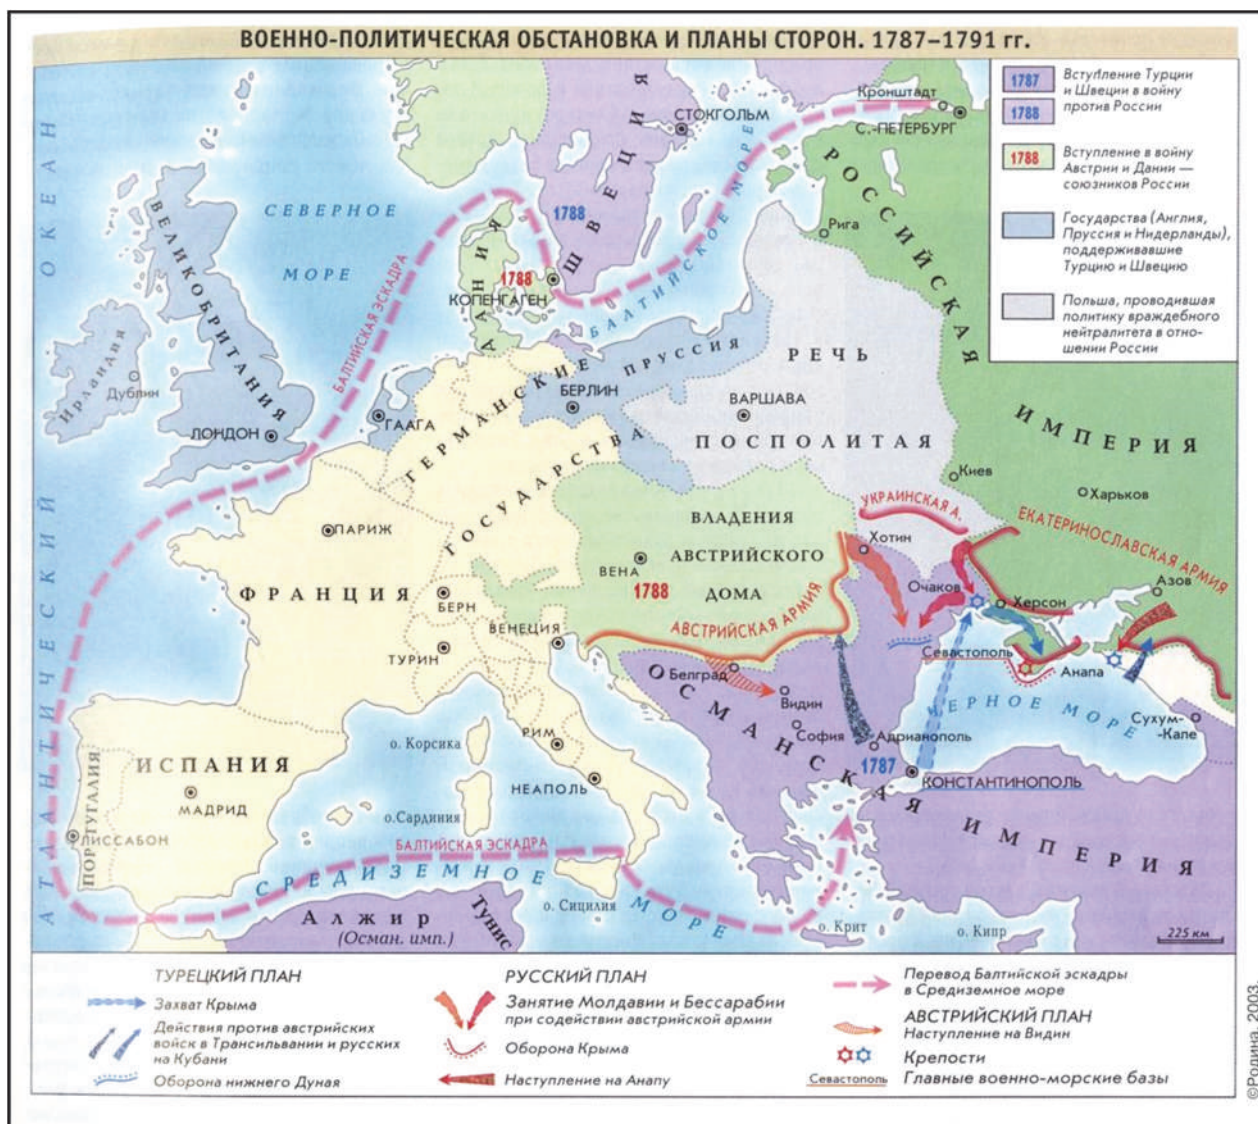 ВОЕННО-ПОЛИТИЧЕСКАЯ ОБСТАНОВКА И ПЛАНЫ СТОРОН. 1787–1791 гг.
1787
1788
Вступление Турции
и Швеции в войну
против России
1788
Вступление в войну
Австрии и Дании —
союзников России
Государства (Англия,
Пруссия и Нидерланды),
поддерживавшие
Турцию и Швецию
Польша, проводившая
политику враждебного
нейтралитета в отно-
шении России
АТЛАНТИЧЕСКИЙ ОКЕАН
СЕВЕРНОЕ
МОРЕ
БАЛТИЙСКОЕ МОРЕ
ШВЕЦИЯ
СТОКГОЛЬМ
1788
Кронштадт
С.-ПЕТЕРБУРГ
РОССИЙСКАЯ
ИМПЕРИЯ
Рига
ДАНИЯ
1788
КОПЕНГАГЕН
ВЕЛИКОБРИТАНИЯ
Ирландия
Дублин
ЛОНДОН
БАЛТИЙСКАЯ ЭСКАДРА
ГААГА
ГЕРМАНСКИЕ
ГОСУДАРСТВА
ПРУССИЯ
БЕРЛИН
РЕЧЬ
ВАРШАВА
ПОСПОЛИТАЯ
Киев
Харьков
УКРАИНСКАЯ А.
ЕКАТЕРИНОСЛАВСКАЯ АРМИЯ
ПАРИЖ
ФРАНЦИЯ
БЕРН
ТУРИН
ВЕНЕЦИЯ
ВЛАДЕНИЯ
АВСТРИЙСКОГО
ДОМА
ВЕНА
1788
АВСТРИЙСКАЯ АРМИЯ
Хотин
Очаков
Херсон
Азов
Севастополь
Анапа
Сухум-
-Кале
ЧЕРНОЕ МОРЕ
Белград
Видин
София
Адрианополь
1787
КОНСТАНТИНОПОЛЬ
ОСМАНСКАЯ ИМПЕРИЯ
РИМ
НЕАПОЛЬ
о. Корсика
о. Сардиния
ИСПАНИЯ
МАДРИД
ПОРТУГАЛИЯ
ЛИССАБОН
БАЛТИЙСКАЯ ЭСКАДРА
СРЕДИЗЕМНОЕ
МОРЕ
о. Сицилия
о. Крит
о. Кипр
Алжир
(Осман. имп.)
Тунис
225 км
ТУРЕЦКИЙ ПЛАН
Захват Крыма
Действия против австрийских
войск в Трансильвании и русских
на Кубани
Оборона нижнего Дуная
РУССКИЙ ПЛАН
Занятие Молдавии и Бессарабии
при содействии австрийской армии
Оборона Крыма
Наступление на Анапу
Перевод Балтийской эскадры
в Средиземное море
АВСТРИЙСКИЙ ПЛАН
Наступление на Видин
Крепости
Севастополь
Главные военно-морские базы
©Родина 2003.